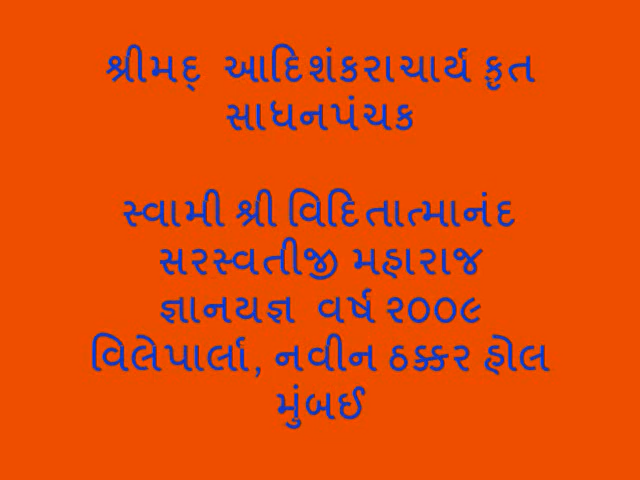 શ્રીમદ્ આદિશંકરાચાર્ય કૃત
સાધનપંચક
સ્વામી શ્રી વિદિતાત્માનંદ
સરસ્વતીજી મહારાજ
જ્ઞાનયજ્ઞ વર્ષ ૨૦૦૯
વિલેપાર્લા, નવીન ઠક્કર હોલ
મુંબઈ